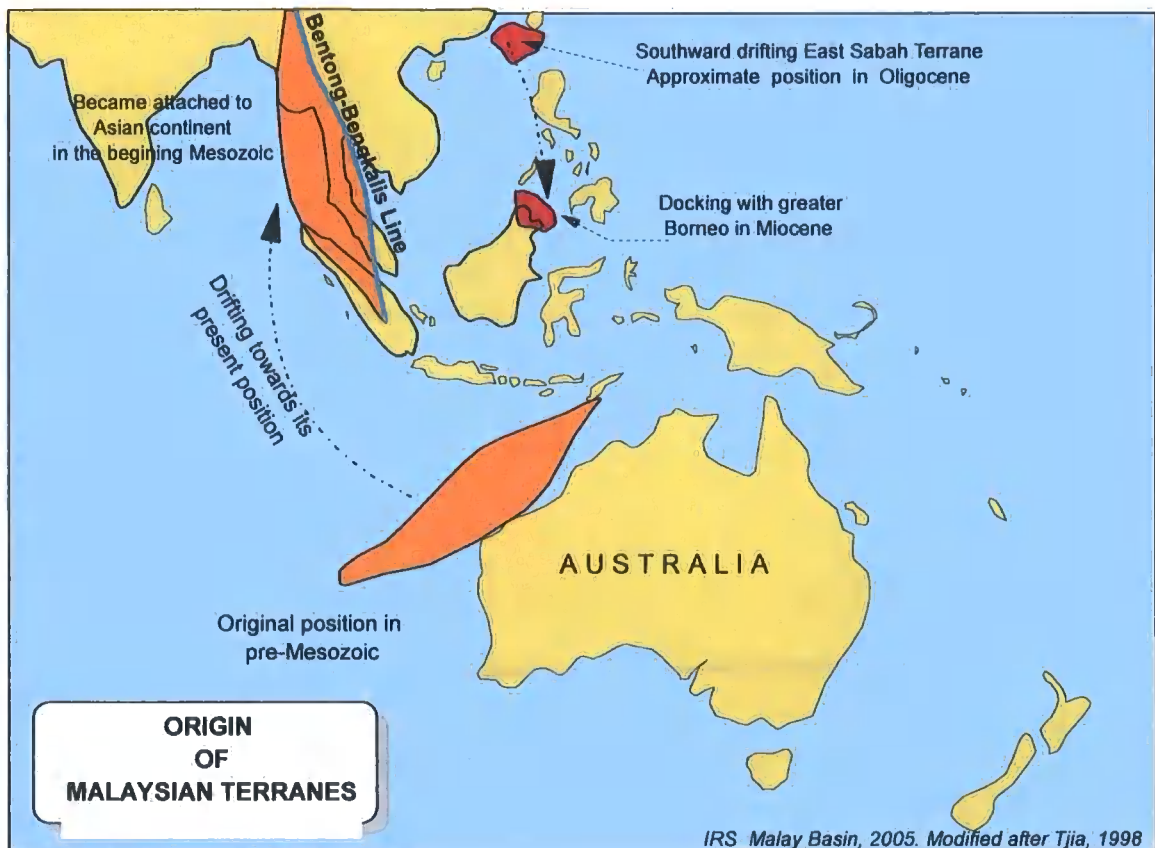 Southward drifting East Sabah Terrane
Approximate position in Oligocene
Became attached to
Asian continent
in the begining Mesozoic
Bentong-Bengkalis Line
Docking with greater
Borneo in Miocene
Drifting towards its
present position
AUSTRALIA
Original position in
pre-Mesozoic
ORIGIN
OF
MALAYSIAN TERRANES
IRS Malay Basin, 2005. Modified after Tjia, 1998